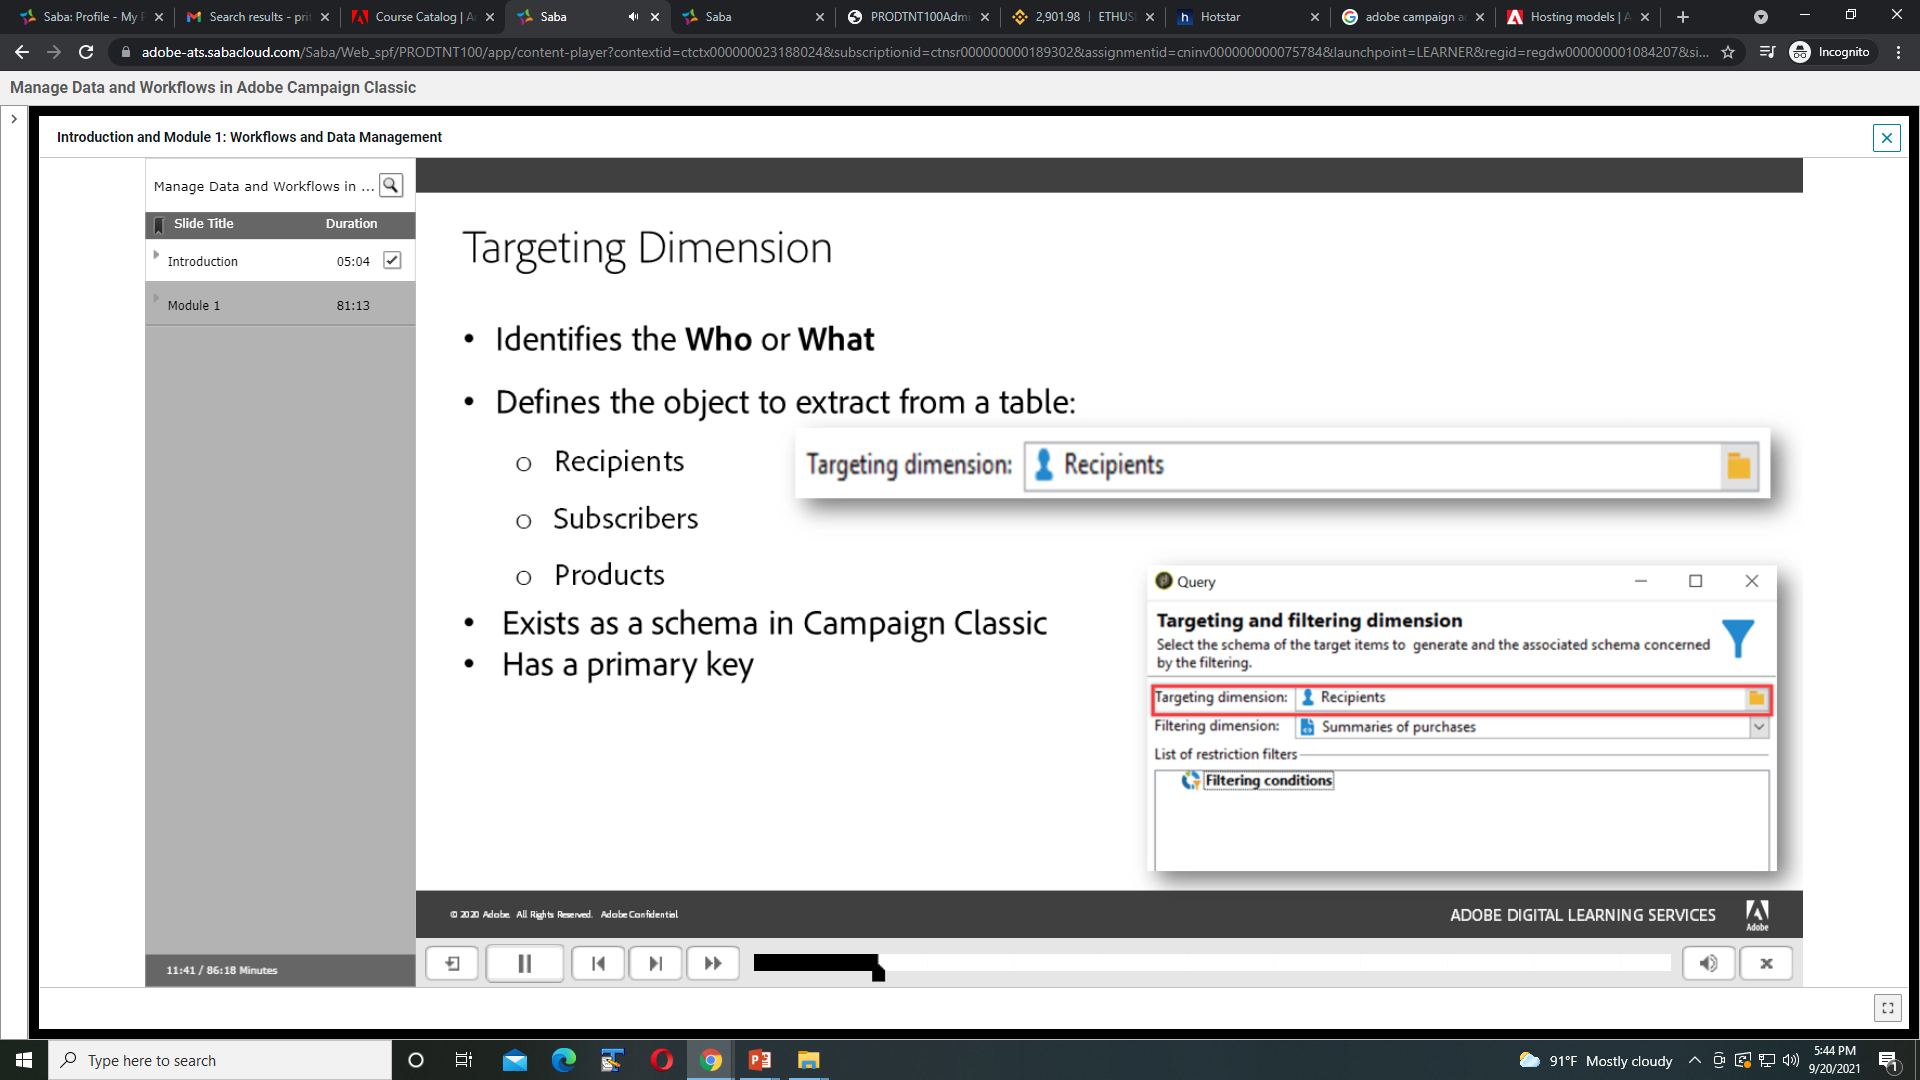 Saba: Profile - My P
Search results - prit
Course Catalog | Ac
Saba
Saba
PRODTNT100Admi
2,901.98 | ETHUSD
Hotstar
adobe campaign ac
Hosting models | A
adobe-ats.sabacloud.com/Saba/Web_spf/PRODTNT100/app/content-player?contextid=ctctx000000023188024&subscriptionid=ctnsr0000000000189302&assignmentid=cninv000000000075784&launchpoint=LEARNER&regid=regdw000000001084207&si...
Incognito
Manage Data and Workflows in Adobe Campaign Classic
Introduction and Module 1: Workflows and Data Management
Manage Data and Workflows in ...
Slide Title Duration
Introduction 05:04
Module 1 81:13
Targeting Dimension
• Identifies the Who or What
• Defines the object to extract from a table:
o Recipients
Targeting dimension: Recipients
o Subscribers
o Products
• Exists as a schema in Campaign Classic
• Has a primary key
Query
Targeting and filtering dimension
Select the schema of the target items to generate and the associated schema concerned
by the filtering.
Targeting dimension: Recipients
Filtering dimension: Summaries of purchases
List of restriction filters
Filtering conditions
© 2020 Adobe. All Rights Reserved. Adobe Confidential
ADOBE DIGITAL LEARNING SERVICES
Adobe
11:41 / 86:18 Minutes
Type here to search
91°F Mostly cloudy
5:44 PM
9/20/2021
1